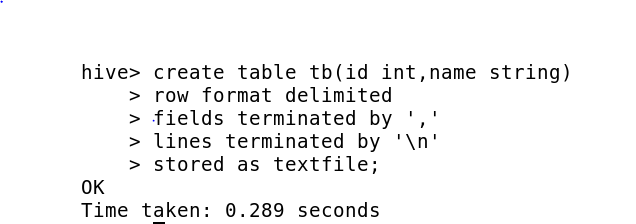 hive> create table tb(id int,name string)
    > row format delimited
    > fields terminated by ','
    > lines terminated by '\n'
    > stored as textfile;
OK
Time taken: 0.289 seconds